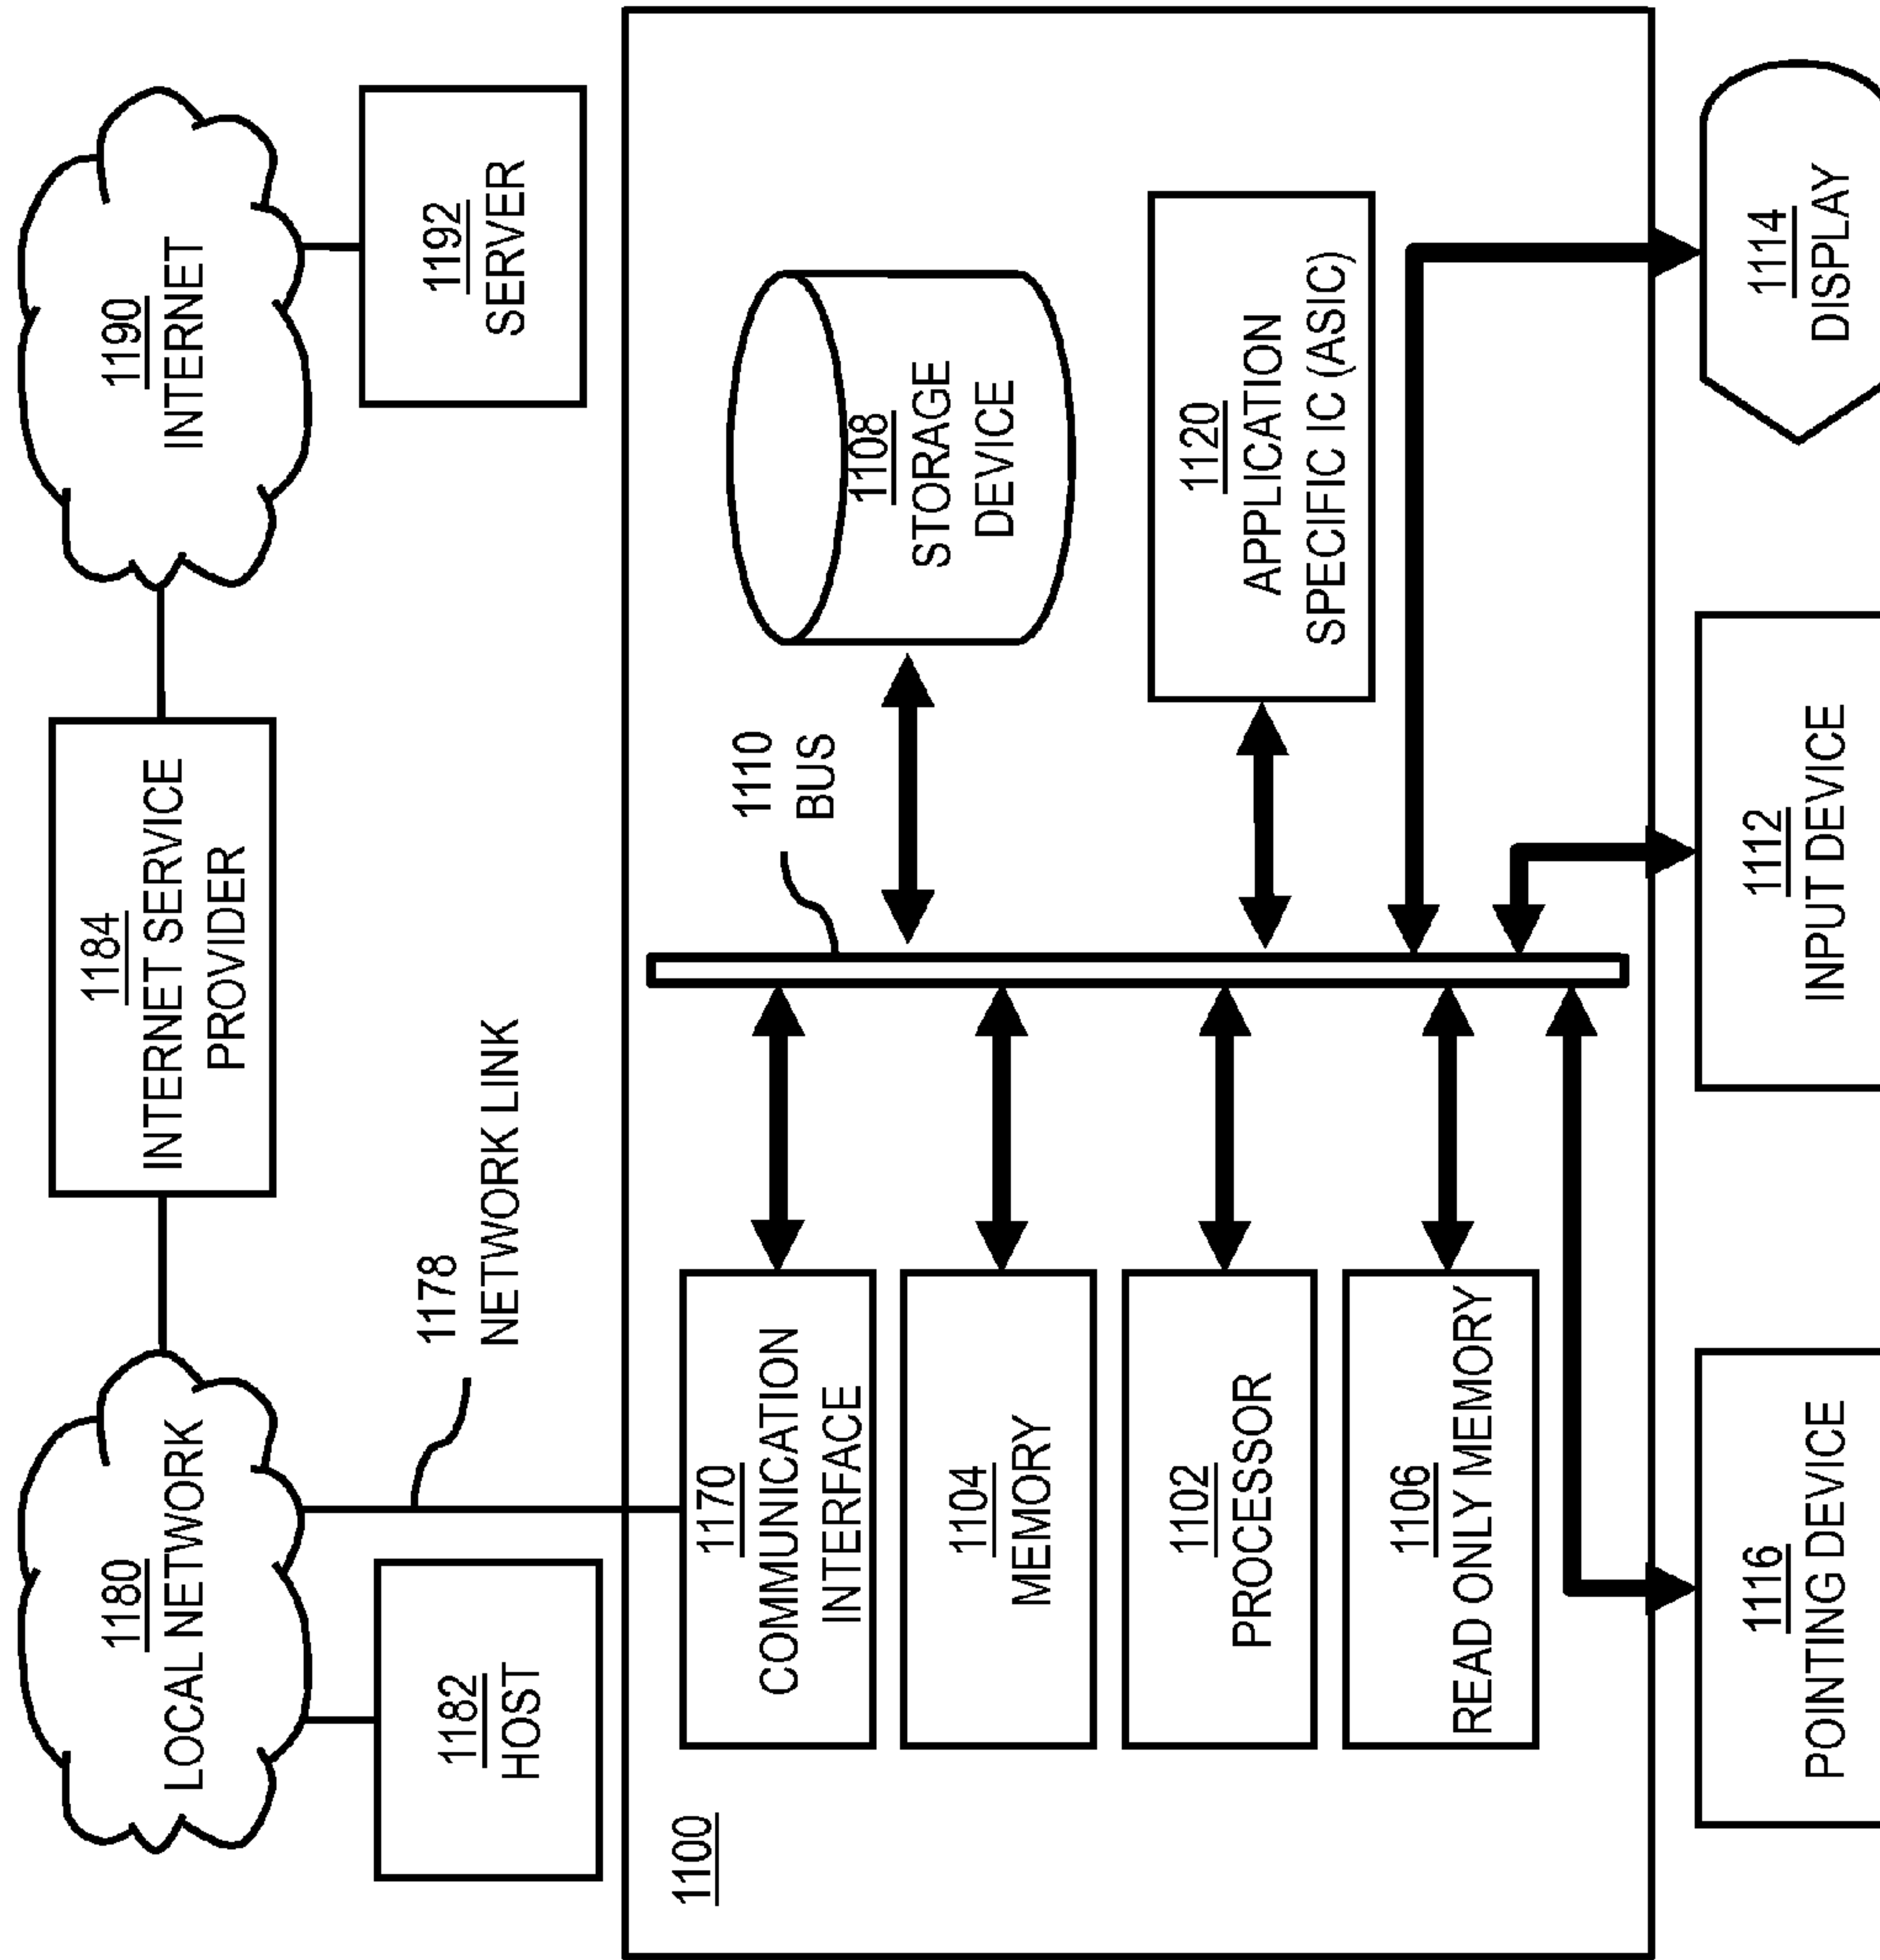 1180
LOCAL NETWORK
1184
INTERNET SERVICE
PROVIDER
1190
INTERNET
1182
HOST
1178
NETWORK LINK
1192
SERVER
1100
1170
COMMUNICATION
INTERFACE
1110
BUS
1108
STORAGE
DEVICE
1104
MEMORY
1102
PROCESSOR
1120
APPLICATION
SPECIFIC IC (ASIC)
1106
READ ONLY MEMORY
1116
POINTING DEVICE
1112
INPUT DEVICE
1114
DISPLAY